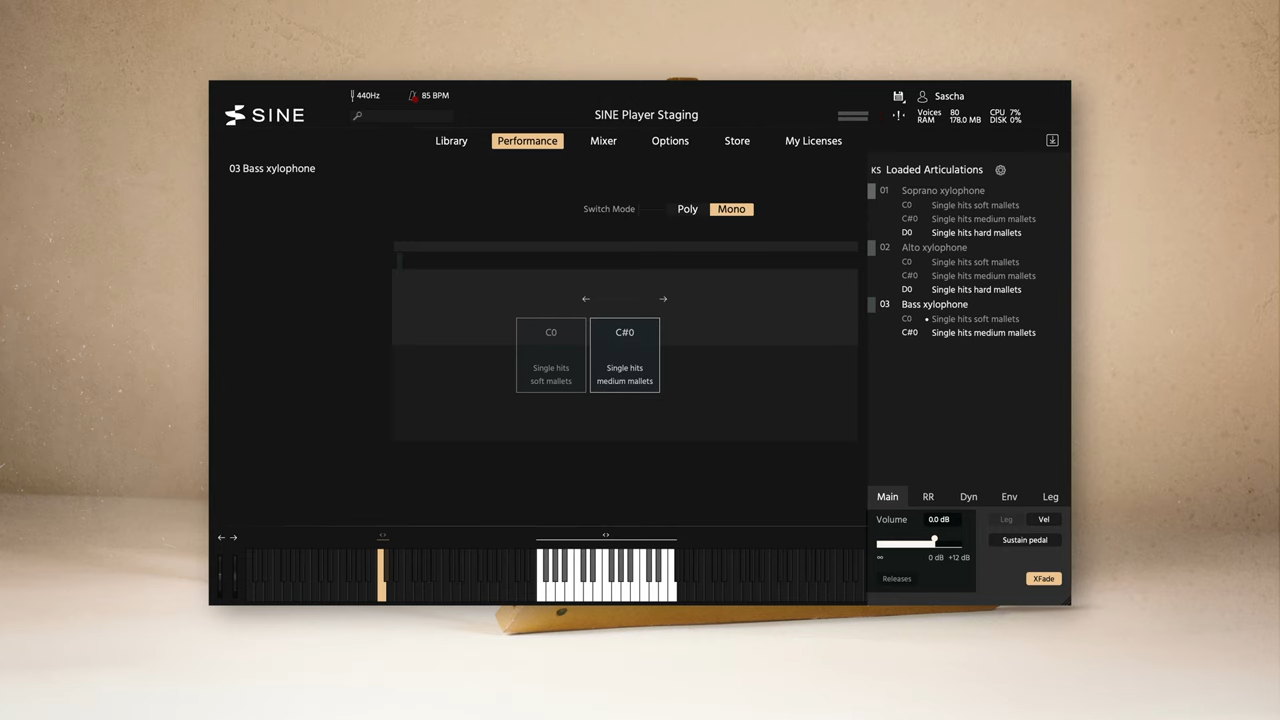 440Hz
85 BPM
SINE
SINE Player Staging
Sascha
Voices 80
RAM 178.0 MB
CPU 7%
DISK 0%
Library
Performance
Mixer
Options
Store
My Licenses
03 Bass xylophone
Switch Mode
Poly
Mono
C0
Single hits
soft mallets
C#0
Single hits
medium mallets
KS Loaded Articulations
01 Soprano xylophone
C0 Single hits soft mallets
C#0 Single hits medium mallets
D0 Single hits hard mallets
02 Alto xylophone
C0 Single hits soft mallets
C#0 Single hits medium mallets
D0 Single hits hard mallets
03 Bass xylophone
C0 • Single hits soft mallets
C#0 Single hits medium mallets
Main
RR
Dyn
Env
Leg
Volume 0.0 dB
∞ 0 dB +12 dB
Releases
Leg
Vel
Sustain pedal
XFade